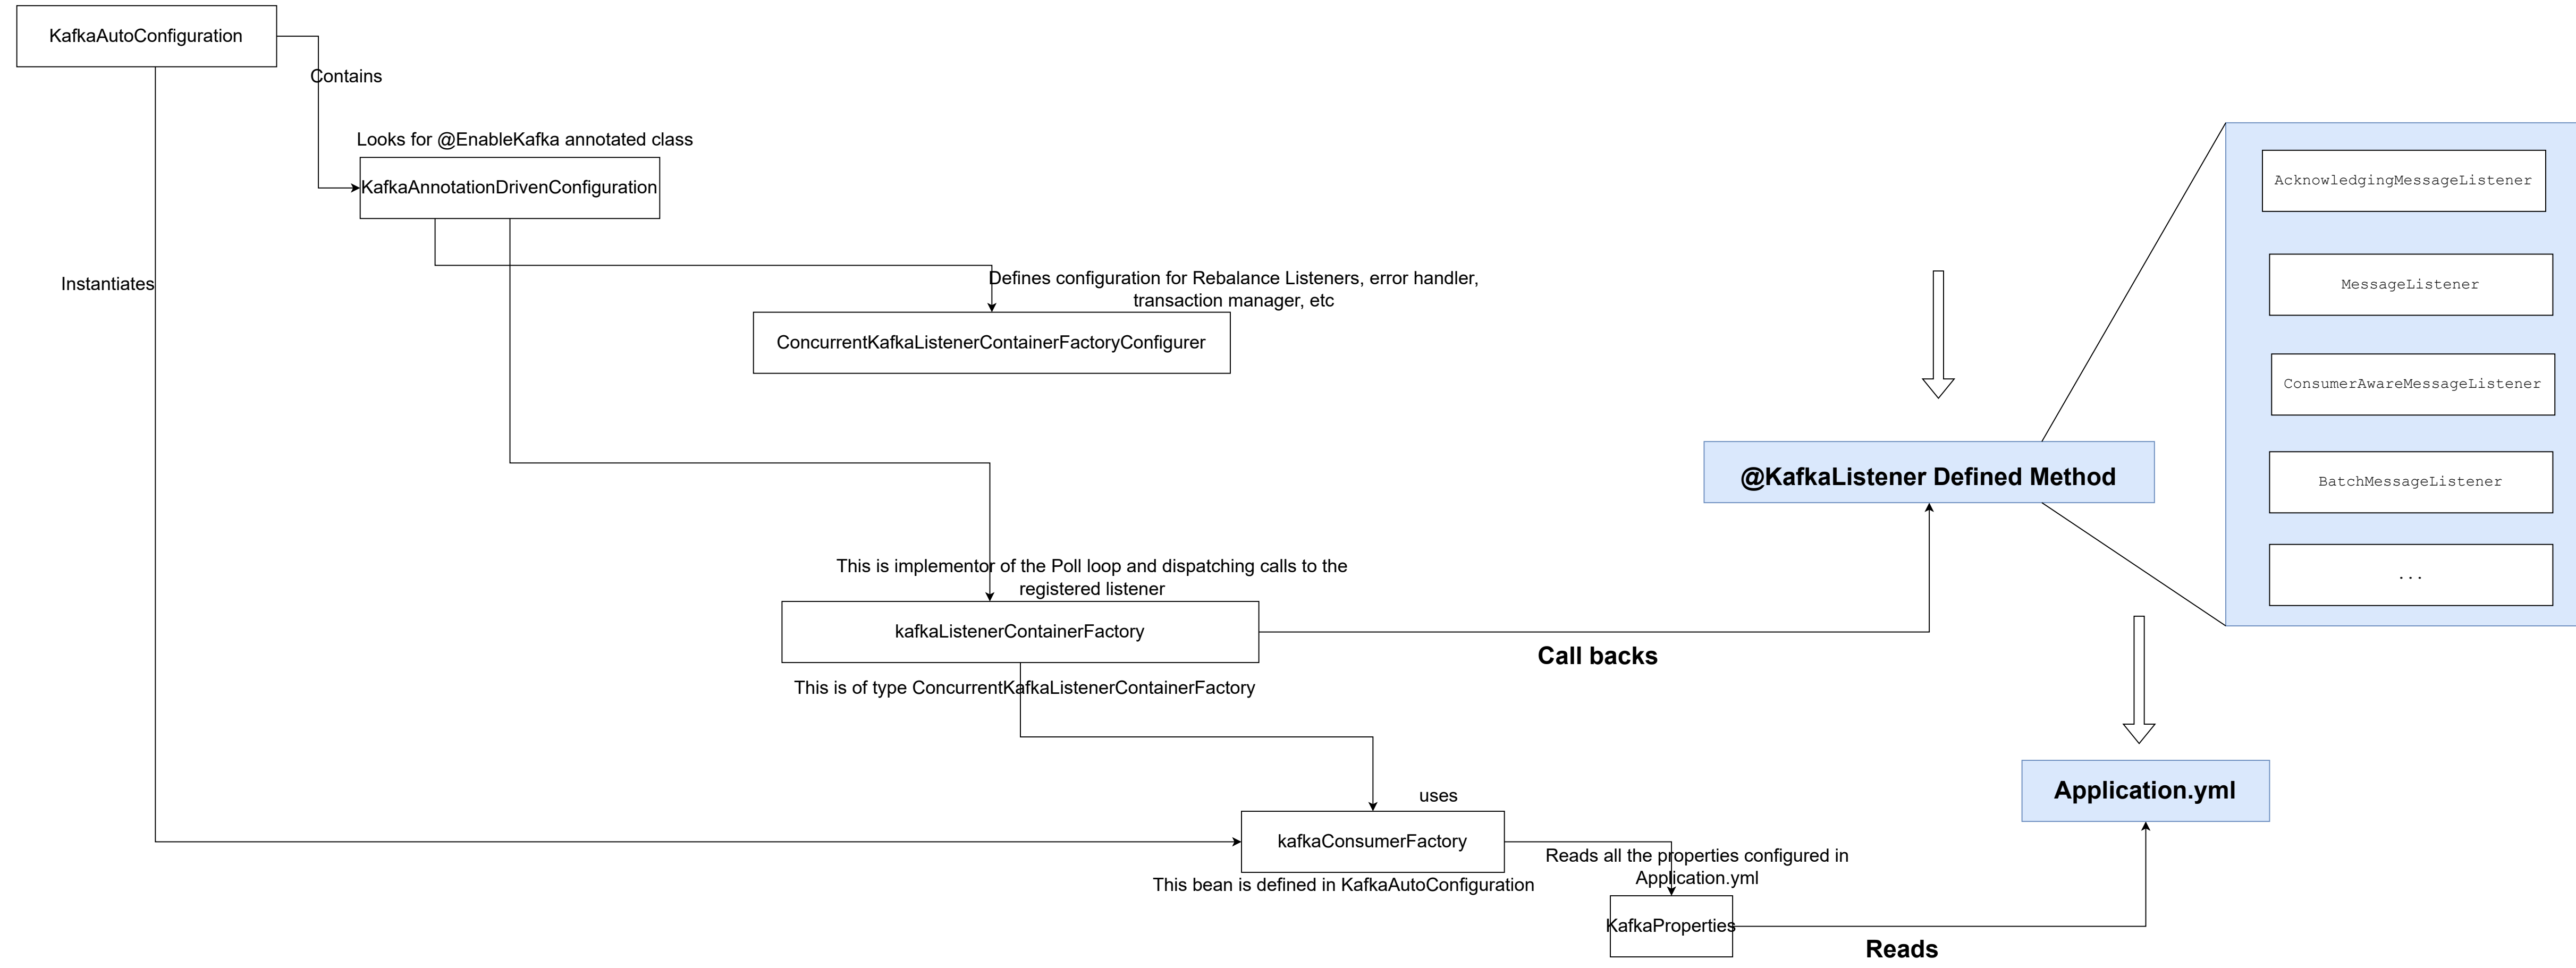 KafkaAutoConfiguration
Contains
Looks for @EnableKafka annotated class
KafkaAnnotationDrivenConfiguration
Instantiates
Defines configuration for Rebalance Listeners, error handler,
transaction manager, etc
ConcurrentKafkaListenerContainerFactoryConfigurer
AcknowledgingMessageListener
MessageListener
ConsumerAwareMessageListener
BatchMessageListener
...
@KafkaListener Defined Method
This is implementor of the Poll loop and dispatching calls to the
registered listener
kafkaListenerContainerFactory
Call backs
This is of type ConcurrentKafkaListenerContainerFactory
uses
kafkaConsumerFactory
This bean is defined in KafkaAutoConfiguration
Application.yml
Reads all the properties configured in
Application.yml
KafkaProperties
Reads